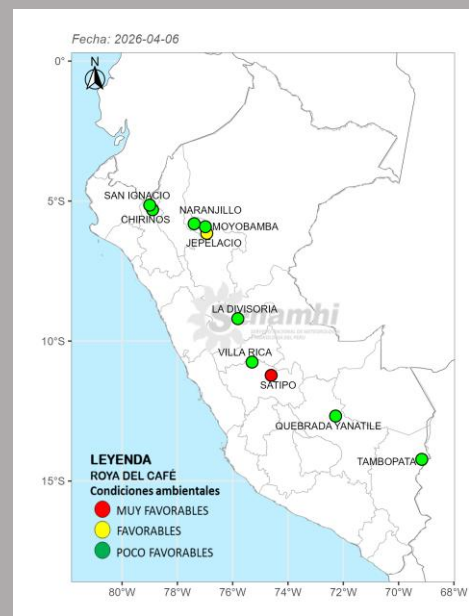 Fecha: 2026-04-06
N
0°
5°S
10°S
15°S
SAN IGNACIO
CHIRINOS
NARANJILLO
MOYOBAMBA
JEPELACIO
LA DIVISORIA
VILLA RICA
SATIPO
QUEBRADA YANATILE
TAMBOPATA
LEYENDA
ROYA DEL CAFÉ
Condiciones ambientales
MUY FAVORABLES
FAVORABLES
POCO FAVORABLES
80°W 78°W 76°W 74°W 72°W 70°W 68°W